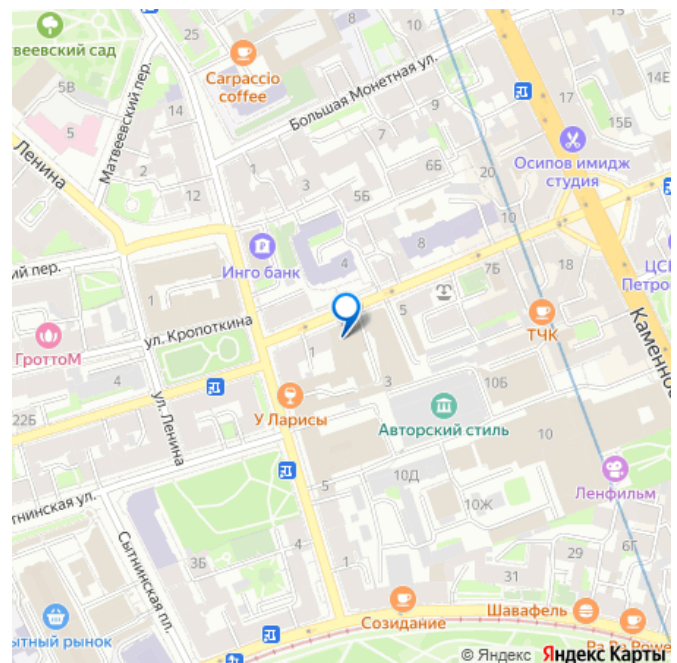 25
8
10
твеевский сад
Carpaccio
coffee
5В
Матвеевский пер.
14
Большая Монетная ул.
9
17
14Е
15Б
5
7
Осипов имидж
студия
Ленина
2
12
1
3
6Б
20
5Б
10
8
ий пер.
Инго банк
4
7Б
18
ЦСК
Петро
1
ул. Кропоткина
5
ТЧК
Каменно
ГроттоМ
1
4
3
10Б
У Ларисы
22Б
ул. Ленина
Авторский стиль
10
Ленфильм
тнинская ул.
5
10Д
10Ж
Сытнинская пл.
3Б
4
1
29
6Г
31
Созидание
Шавафель
ытный рынок
© Яндекс Яндекс Карты